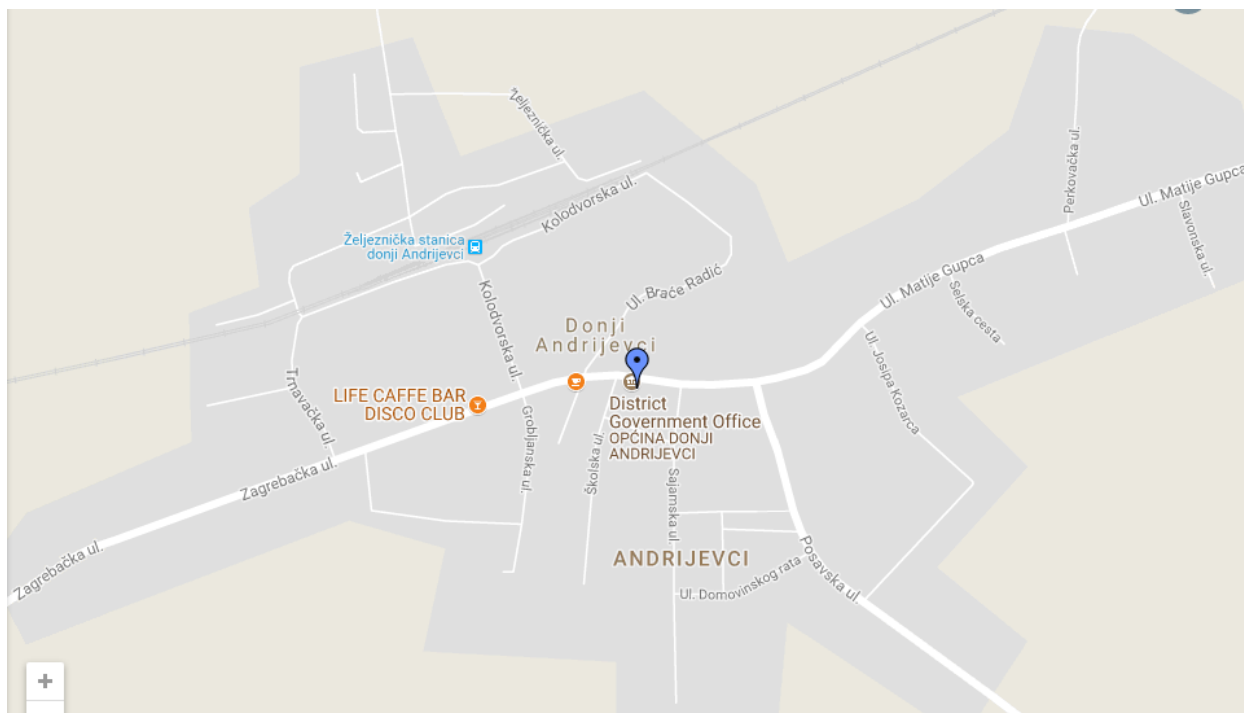 Željeznička ul.
Perkovačka ul.
Ul. Matije Gupca
Slavonska ul.
Kolodvorska ul.
Željeznička stanica
donji Andrijevci
Ul. Braće Radić
Ul. Matije Gupca
Selska cesta
Kolodvorska ul.
Donji
Andrijevci
Ul. Josipa Kozarca
Trnavačka ul.
LIFE CAFFE BAR
DISCO CLUB
District
Government Office
OPĆINA DONJI
ANDRIJEVCI
Grobljanska ul.
Školska ul.
Sajamska ul.
Zagrebačka ul.
Zagrebačka ul.
ANDRIJEVCI
Ul. Domovinskog rata
Posavska ul.
+